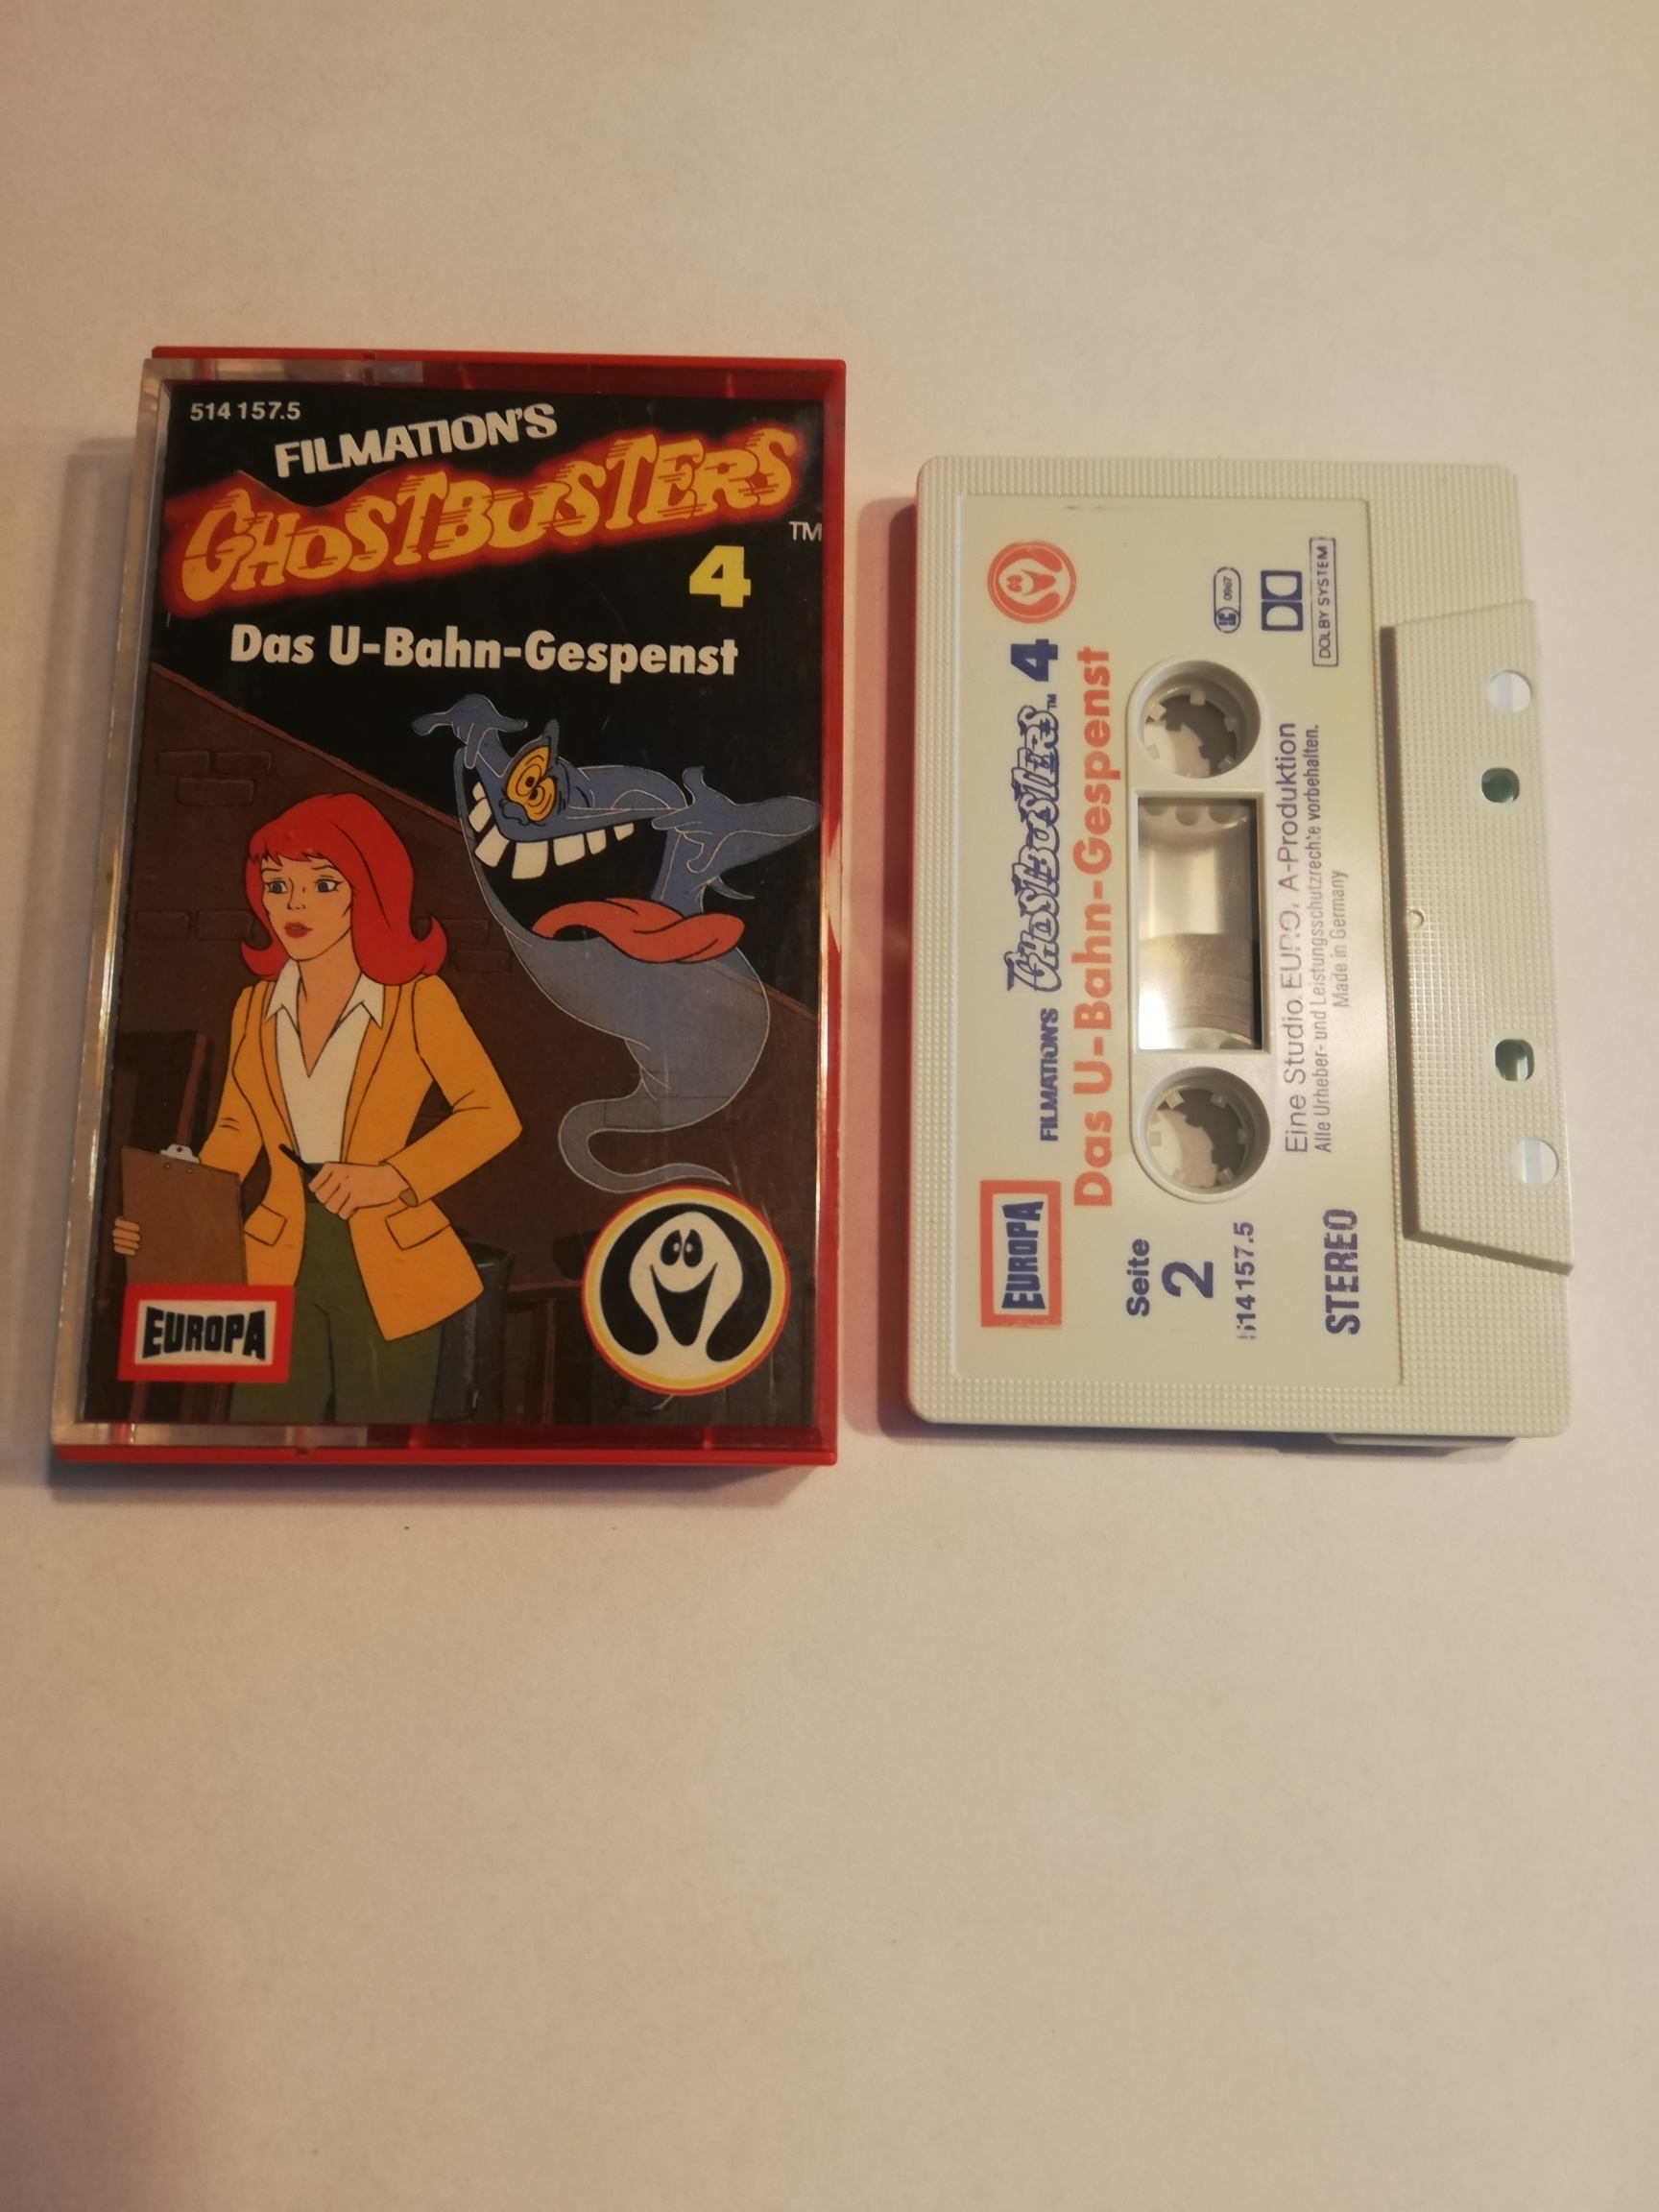 514 157.5
FILMATION'S
GHOSTBUSTERS
TM
4
Das U-Bahn-Gespenst
EUROPA
EUROPA
FILMATION'S GHOSTBUSTERS TM 4
Das U-Bahn-Gespenst
Seite
2
514 157.5
STEREO
LC 0967
DOLBY SYSTEM
Eine Studio EURO, A-Produktion
Alle Urheber- und Leistungsschutzrechte vorbehalten.
Made in Germany